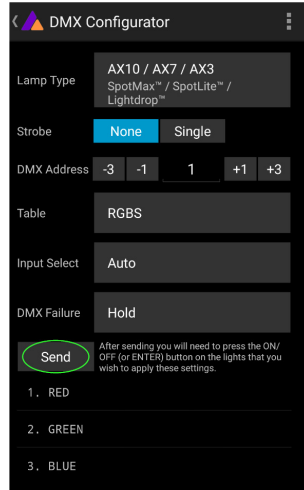 DMX Configurator
Lamp Type
AX10 / AX7 / AX3
SpotMax™ / SpotLite™ /
Lightdrop™
Strobe
None Single
DMX Address
-3 -1 1 +1 +3
Table
RGBS
Input Select
Auto
DMX Failure
Hold
Send
After sending you will need to press the ON/
OFF (or ENTER) button on the lights that you
wish to apply these settings.
1. RED
2. GREEN
3. BLUE